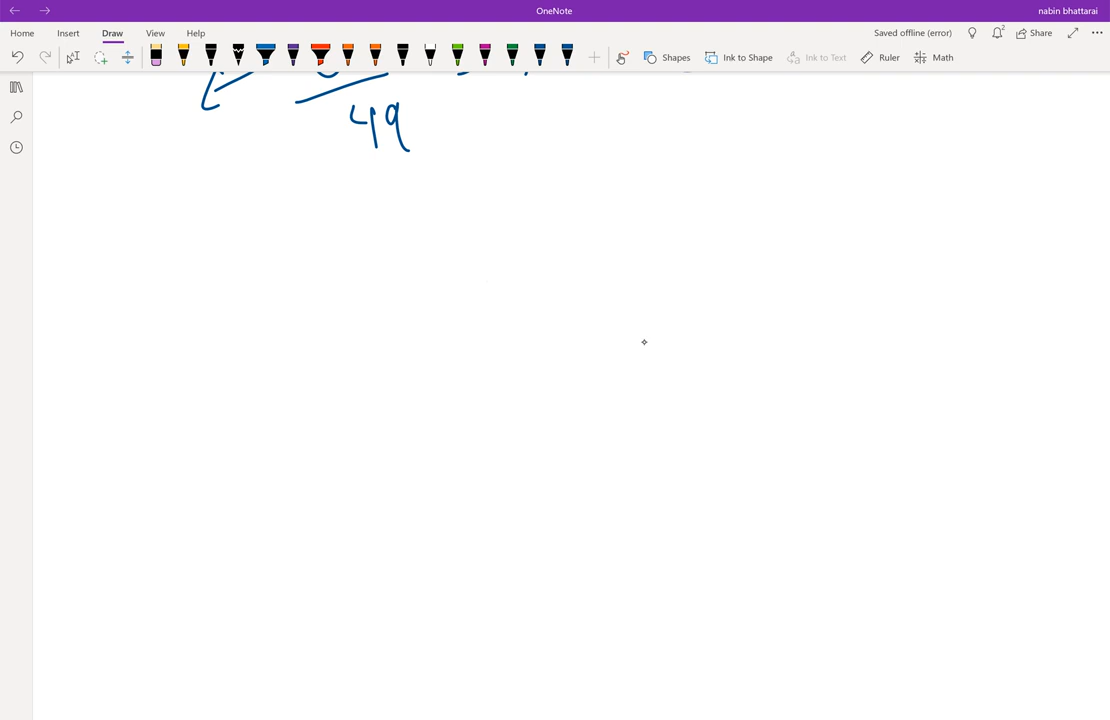 OneNote
nabin bhattarai
Home Insert Draw View Help
Saved offline (error) 2 Share
Shapes Ink to Shape Ink to Text Ruler Math
49